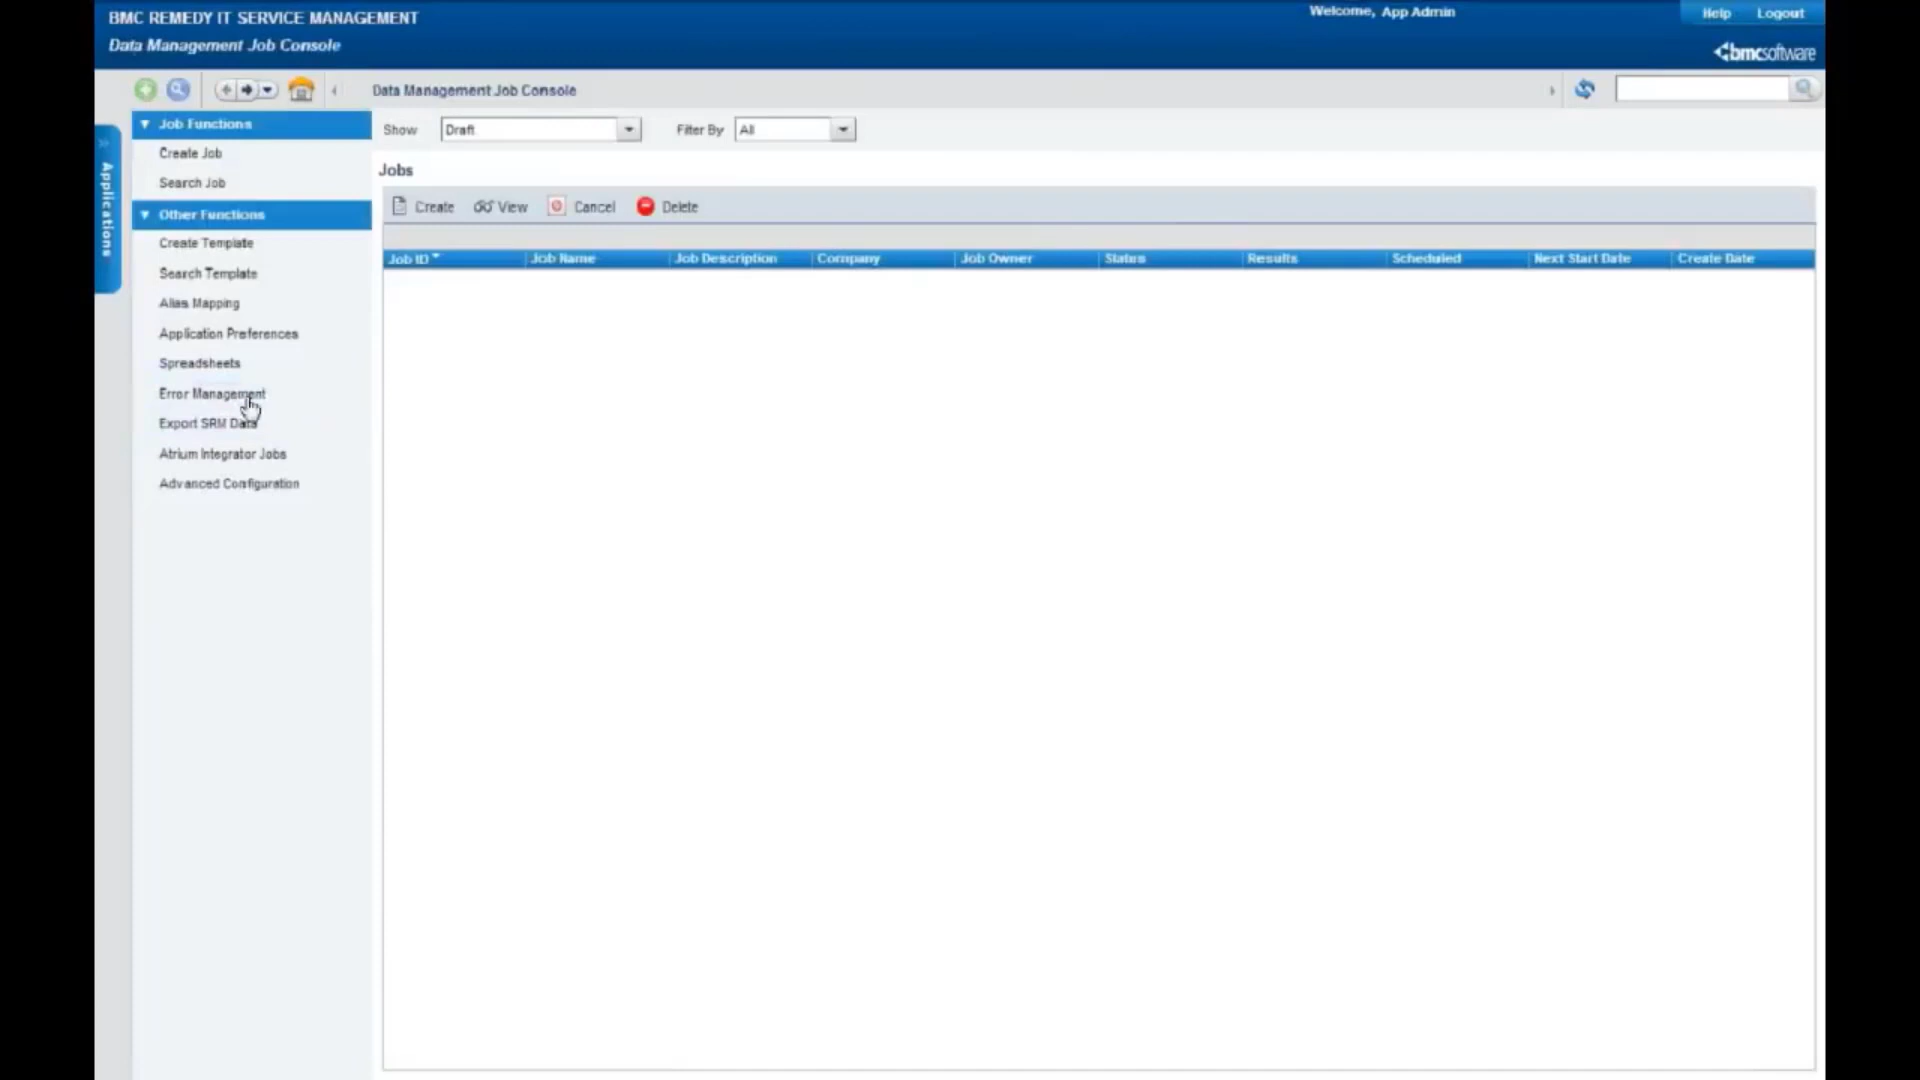 BMC REMEDY IT SERVICE MANAGEMENT
Welcome, App Admin
Help Logout
Data Management Job Console
bmcsoftware
Data Management Job Console
Applications
Job Functions
Create Job
Search Job
Other Functions
Create Template
Search Template
Alias Mapping
Application Preferences
Spreadsheets
Error Management
Export SRM Data
Atrium Integrator Jobs
Advanced Configuration
Show Draft Filter By All
Jobs
Create View Cancel Delete
Job ID Job Name Job Description Company Job Owner Status Results Scheduled Next Start Date Create Date